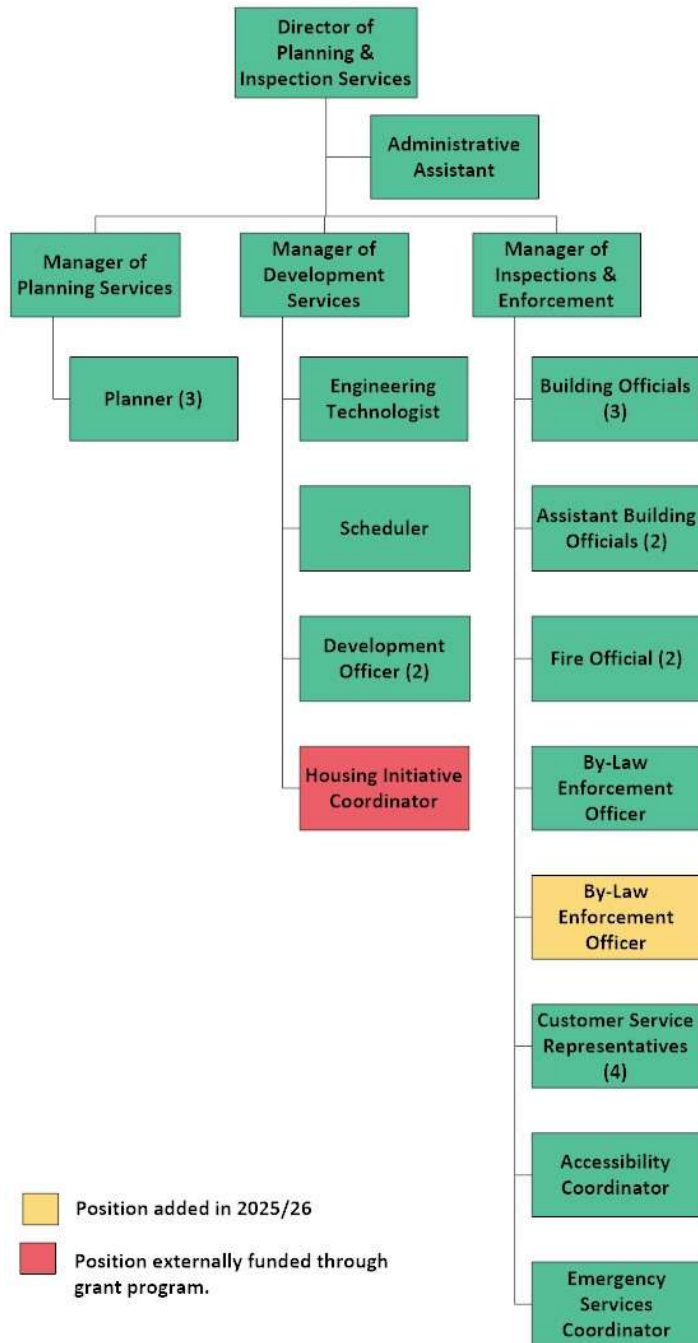 Director of
Planning &
Inspection Services
Administrative
Assistant
Manager of
Planning Services
Manager of
Development
Services
Manager of
Inspections &
Enforcement
Planner (3)
Engineering
Technologist
Building Officials
(3)
Scheduler
Assistant Building
Officials (2)
Development
Officer (2)
Fire Official (2)
Housing Initiative
Coordinator
By-Law
Enforcement
Officer
By-Law
Enforcement
Officer
Customer Service
Representatives
(4)
Accessibility
Coordinator
Emergency
Services
Coordinator
Position added in 2025/26
Position externally funded through
grant program.